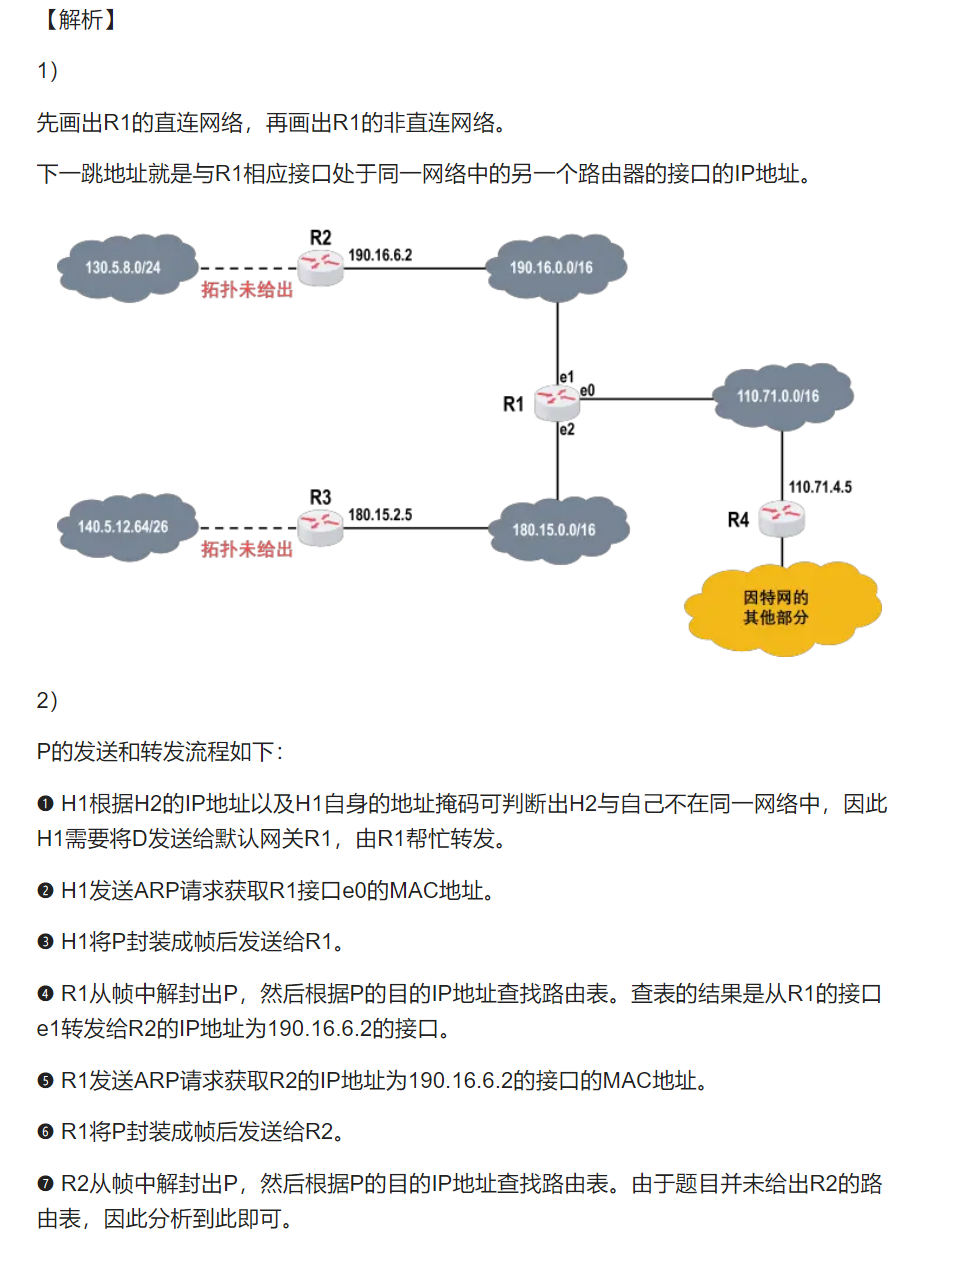 【解析】
1)
先画出R1的直连网络，再画出R1的非直连网络。
下一跳地址就是与R1相应接口处于同一网络中的另一个路由器的接口的IP地址。
R2
190.16.6.2
130.5.8.0/24
190.16.0.0/16
拓扑未给出
e1
e0
R1
110.71.0.0/16
e2
R3
180.15.2.5
110.71.4.5
140.5.12.64/26
180.15.0.0/16
R4
拓扑未给出
因特网的
其他部分
2)
P的发送和转发流程如下：
❶ H1根据H2的IP地址以及H1自身的地址掩码可判断出H2与自己不在同一网络中，因此
H1需要将D发送给默认网关R1，由R1帮忙转发。
❷ H1发送ARP请求获取R1接口e0的MAC地址。
❸ H1将P封装成帧后发送给R1。
❹ R1从帧中解封出P，然后根据P的目的IP地址查找路由表。查表的结果是从R1的接口
e1转发给R2的IP地址为190.16.6.2的接口。
❺ R1发送ARP请求获取R2的IP地址为190.16.6.2的接口的MAC地址。
❻ R1将P封装成帧后发送给R2。
❼ R2从帧中解封出P，然后根据P的目的IP地址查找路由表。由于题目并未给出R2的路
由表，因此分析到此即可。